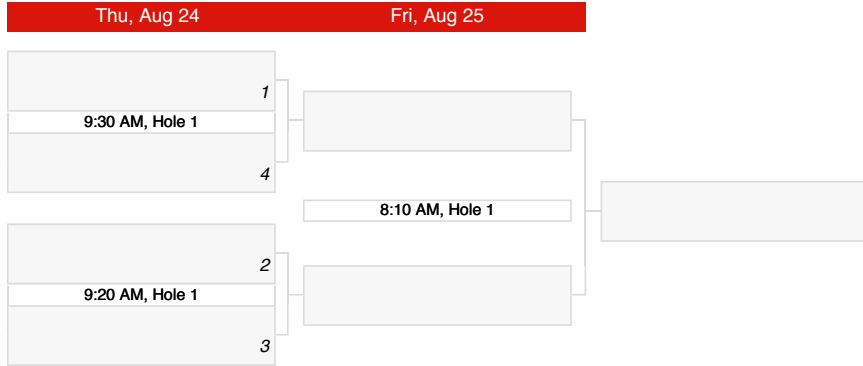 Thu, Aug 24
Fri, Aug 25
1
9:30 AM, Hole 1
4
8:10 AM, Hole 1
2
9:20 AM, Hole 1
3